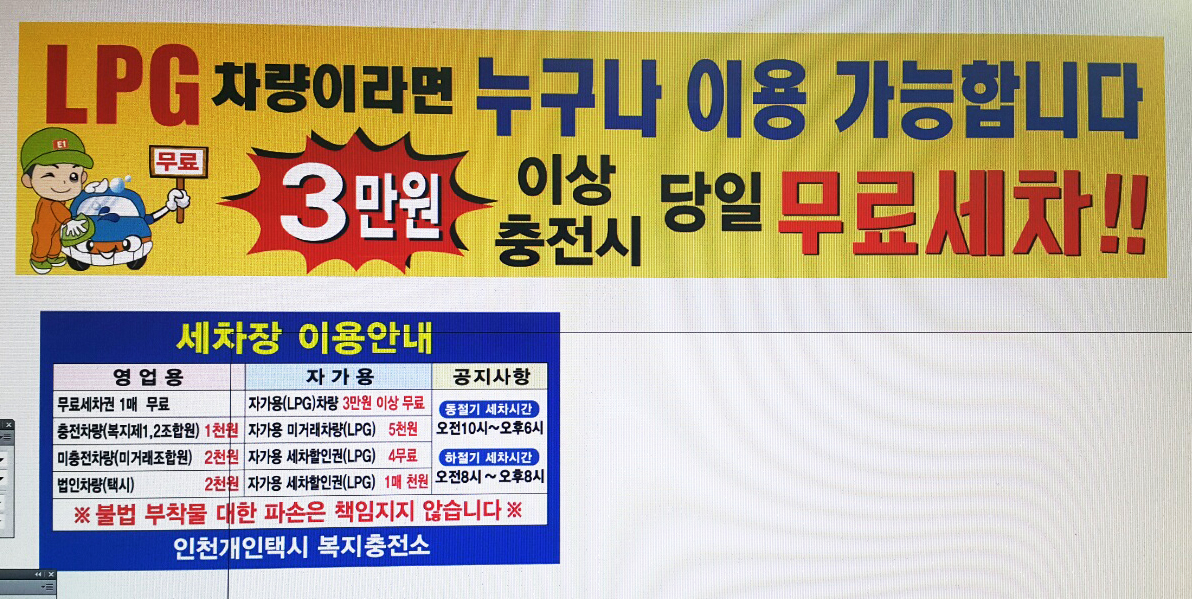 LPG 차량이라면 누구나 이용 가능합니다
E1
무료
3만원 이상 충전시 당일 무료세차!!
세차장 이용안내
영업용 자가용 공지사항
무료세차권 1매 무료 자가용(LPG)차량 3만원 이상 무료 동절기 세차시간
충전차량(복지제1,2조합원) 1천원 자가용 미거래차량(LPG) 5천원 오전10시~오후6시
미충전차량(미거래조합원) 2천원 자가용 세차할인권(LPG) 4무료 하절기 세차시간
법인차량(택시) 2천원 자가용 세차할인권(LPG) 1매 천원 오전8시~오후8시
※불법 부착물 대한 파손은 책임지지 않습니다※
인천개인택시 복지충전소